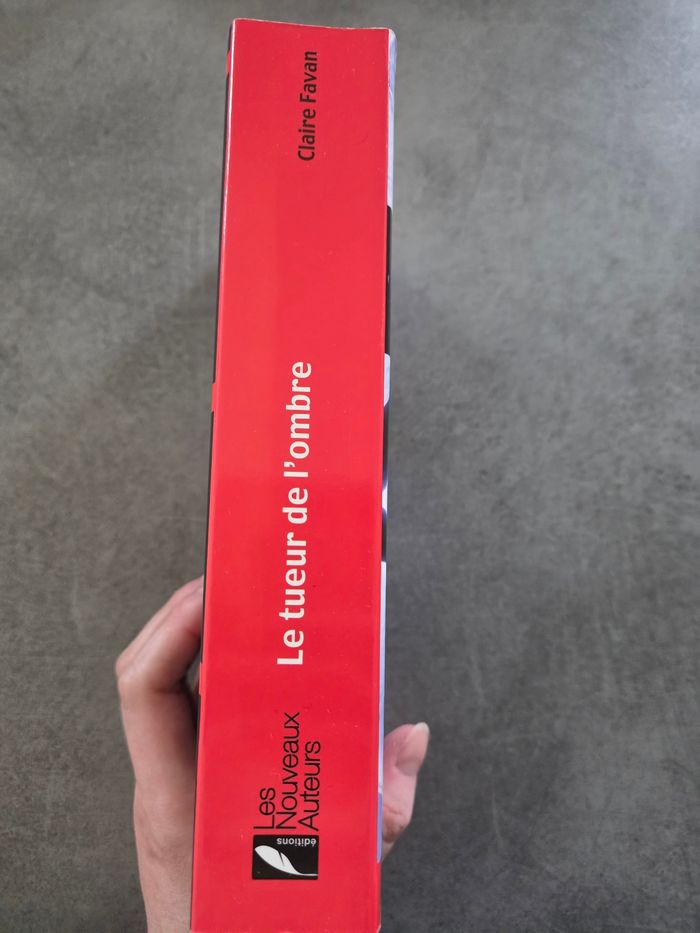 Claire Favan
Le tueur de l'ombre
Les
Nouveaux
Auteurs
éditions